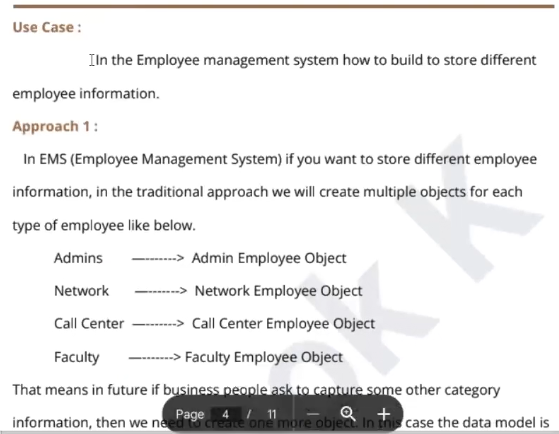 Use Case :
In the Employee management system how to build to store different
employee information.
Approach 1 :
In EMS (Employee Management System) if you want to store different employee
information, in the traditional approach we will create multiple objects for each
type of employee like below.
Admins —-------> Admin Employee Object
Network —-------> Network Employee Object
Call Center —-------> Call Center Employee Object
Faculty —-------> Faculty Employee Object
That means in future if business people ask to capture some other category
information, then we need to create one more object. In this case the data model is
Page 4 / 11